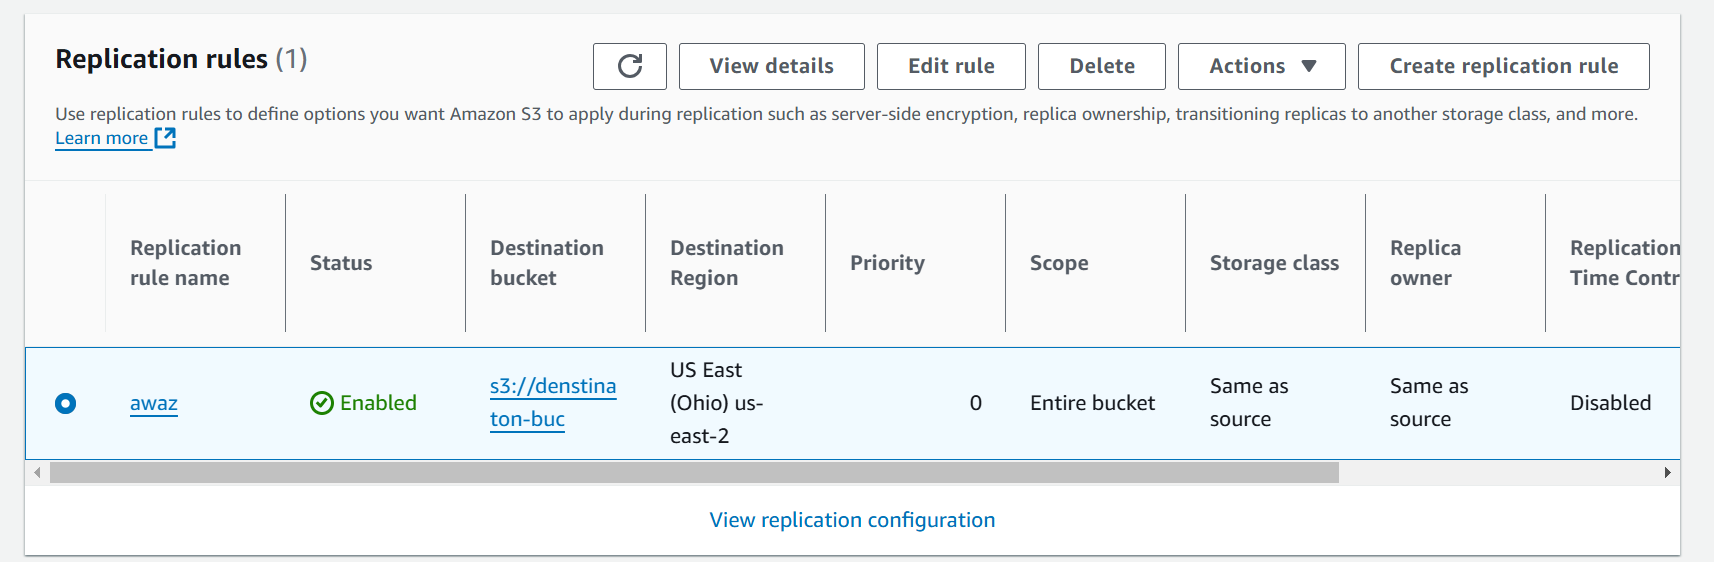 Replication rules (1)
View details
Edit rule
Delete
Actions
Create replication rule
Use replication rules to define options you want Amazon S3 to apply during replication such as server-side encryption, replica ownership, transitioning replicas to another storage class, and more.
Learn more
Replication
rule name
Status
Destination
bucket
Destination
Region
Priority
Scope
Storage class
Replica
owner
Replication
Time Contr
awaz
Enabled
s3://denstina
ton-buc
US East
(Ohio) us-
east-2
0
Entire bucket
Same as
source
Same as
source
Disabled
View replication configuration